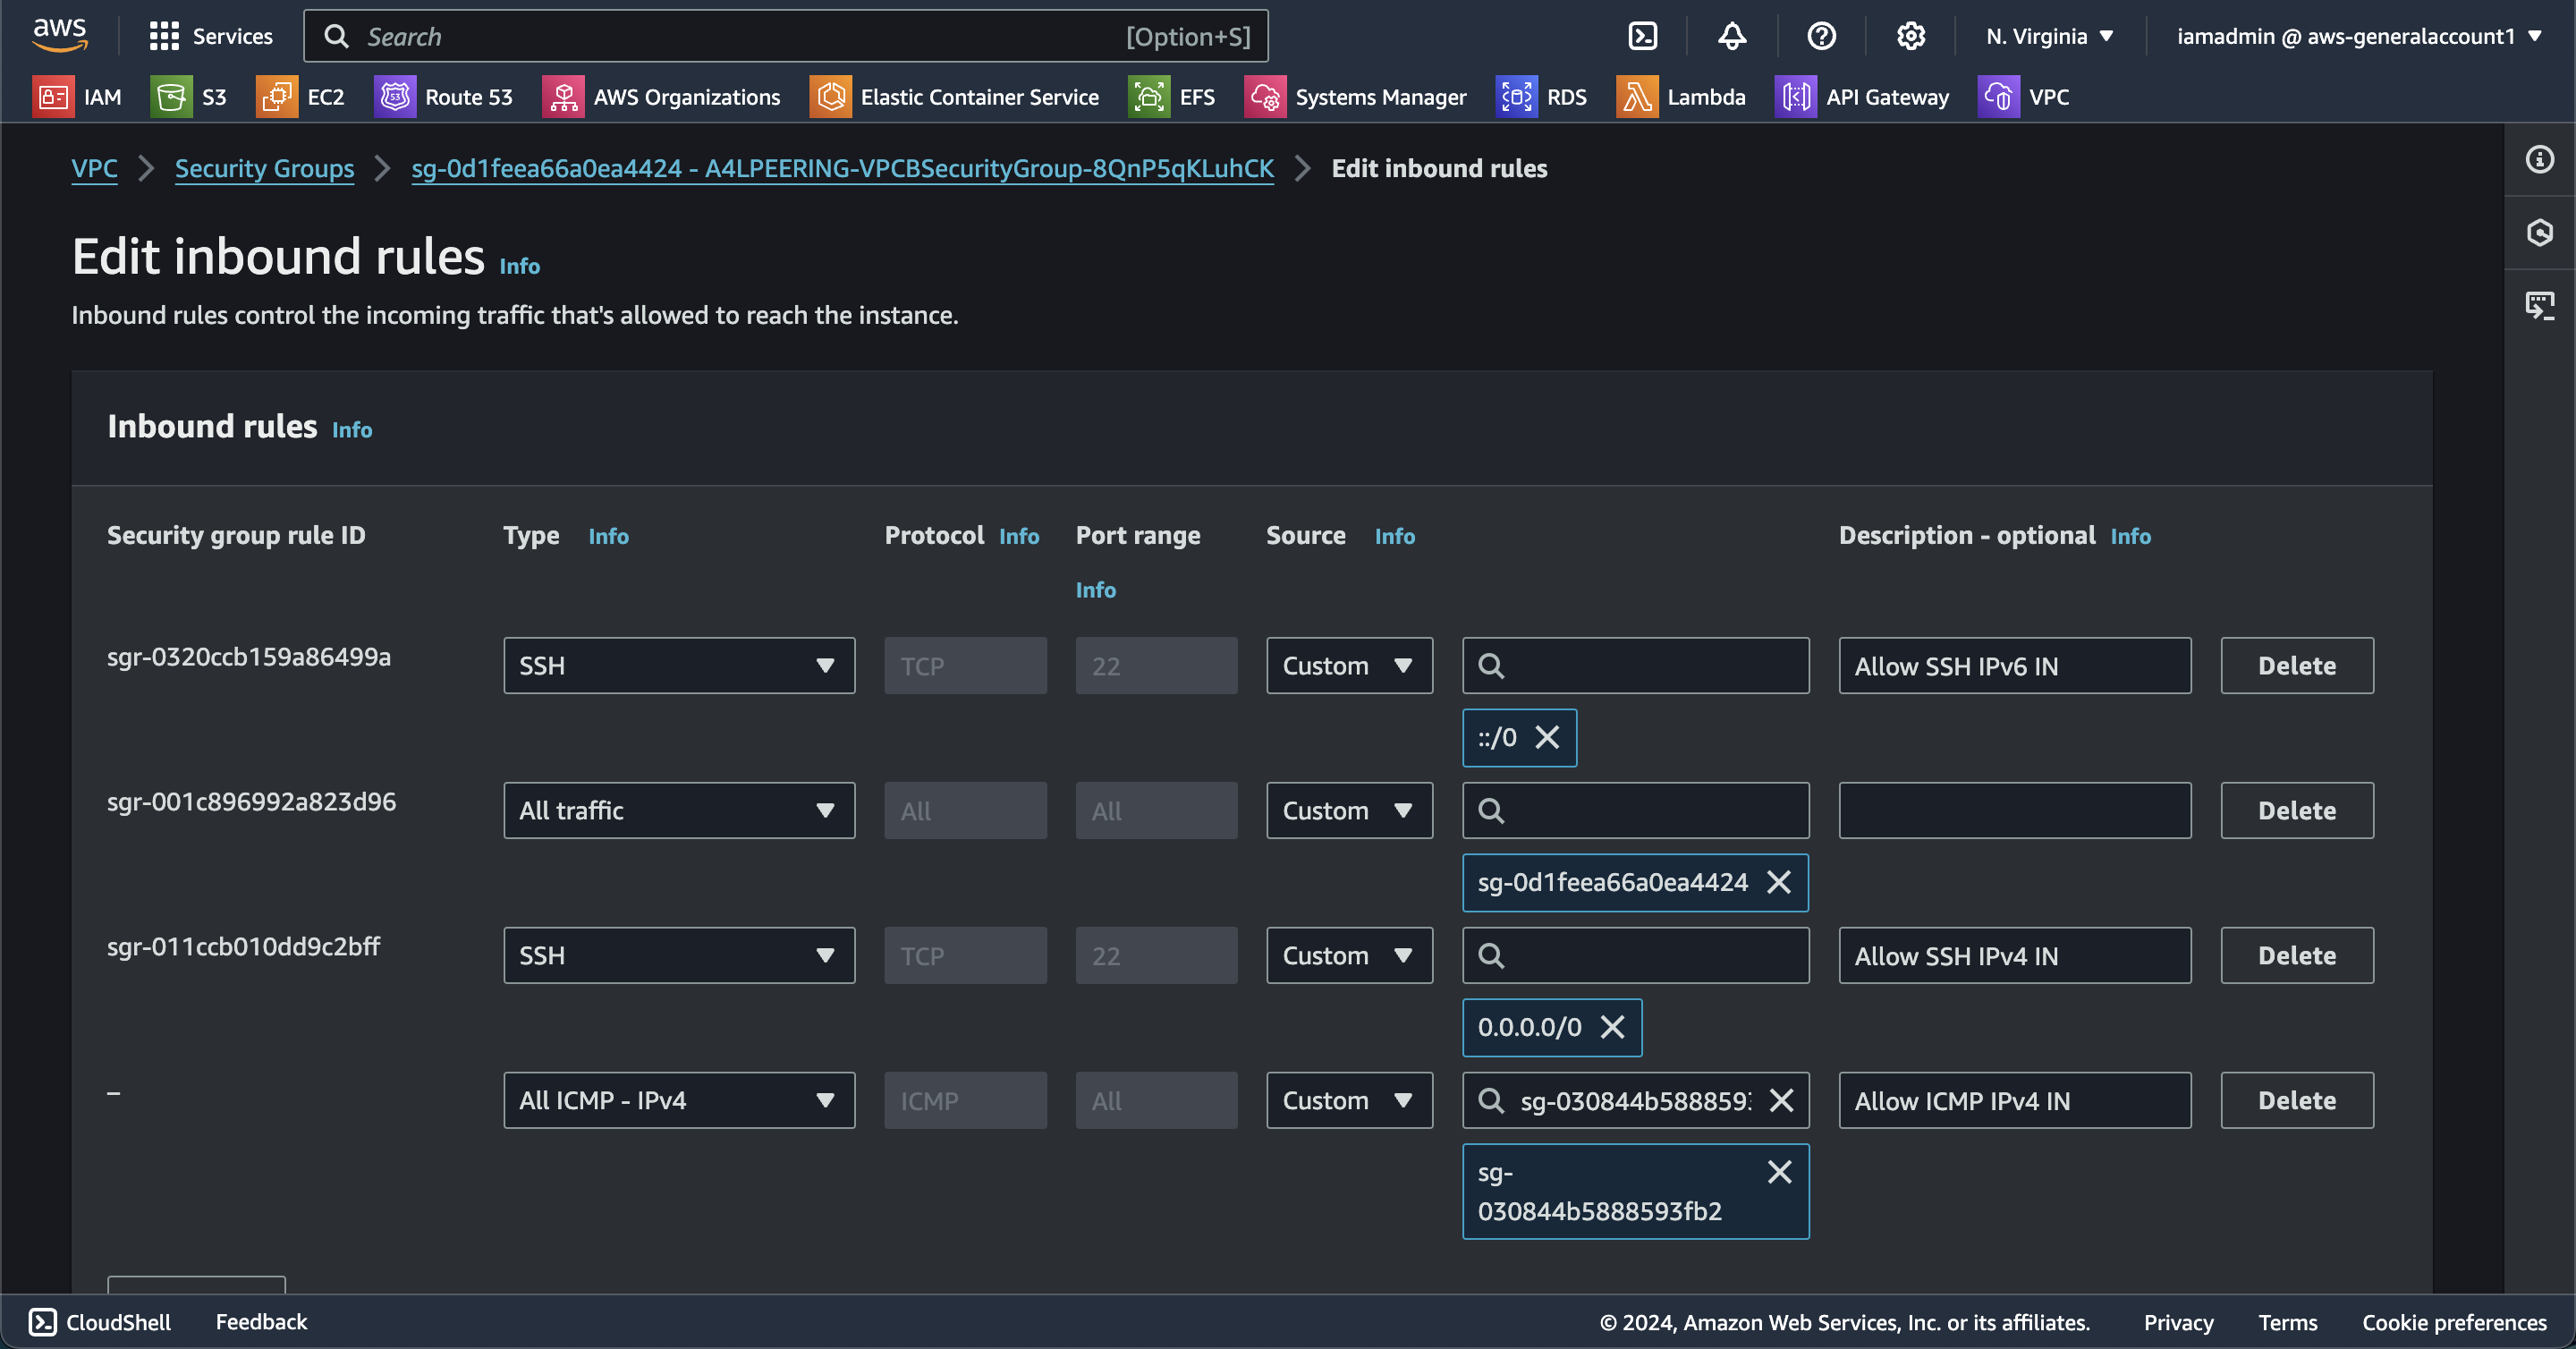 aws
Services
Search [Option+S]
N. Virginia
iamadmin @ aws-generalaccount1
IAM
S3
EC2
53
Route 53
AWS Organizations
Elastic Container Service
EFS
Systems Manager
RDS
Lambda
API Gateway
VPC
VPC
Security Groups
sg-0d1feea66a0ea4424 - A4LPEERING-VPCBSecurityGroup-8QnP5qKLuhCK
Edit inbound rules
Edit inbound rules Info
Inbound rules control the incoming traffic that's allowed to reach the instance.
Inbound rules Info
Security group rule ID
Type Info
Protocol Info
Port range
Info
Source Info
Description - optional Info
sgr-0320ccb159a86499a
SSH
TCP
22
Custom
Allow SSH IPv6 IN
Delete
::/0
sgr-001c896992a823d96
All traffic
All
All
Custom
Delete
sg-0d1feea66a0ea4424
sgr-011ccb010dd9c2bff
SSH
TCP
22
Custom
Allow SSH IPv4 IN
Delete
0.0.0.0/0
–
All ICMP - IPv4
ICMP
All
Custom
sg-030844b588859
Allow ICMP IPv4 IN
Delete
sg-
030844b5888593fb2
CloudShell
Feedback
© 2024, Amazon Web Services, Inc. or its affiliates.
Privacy
Terms
Cookie preferences